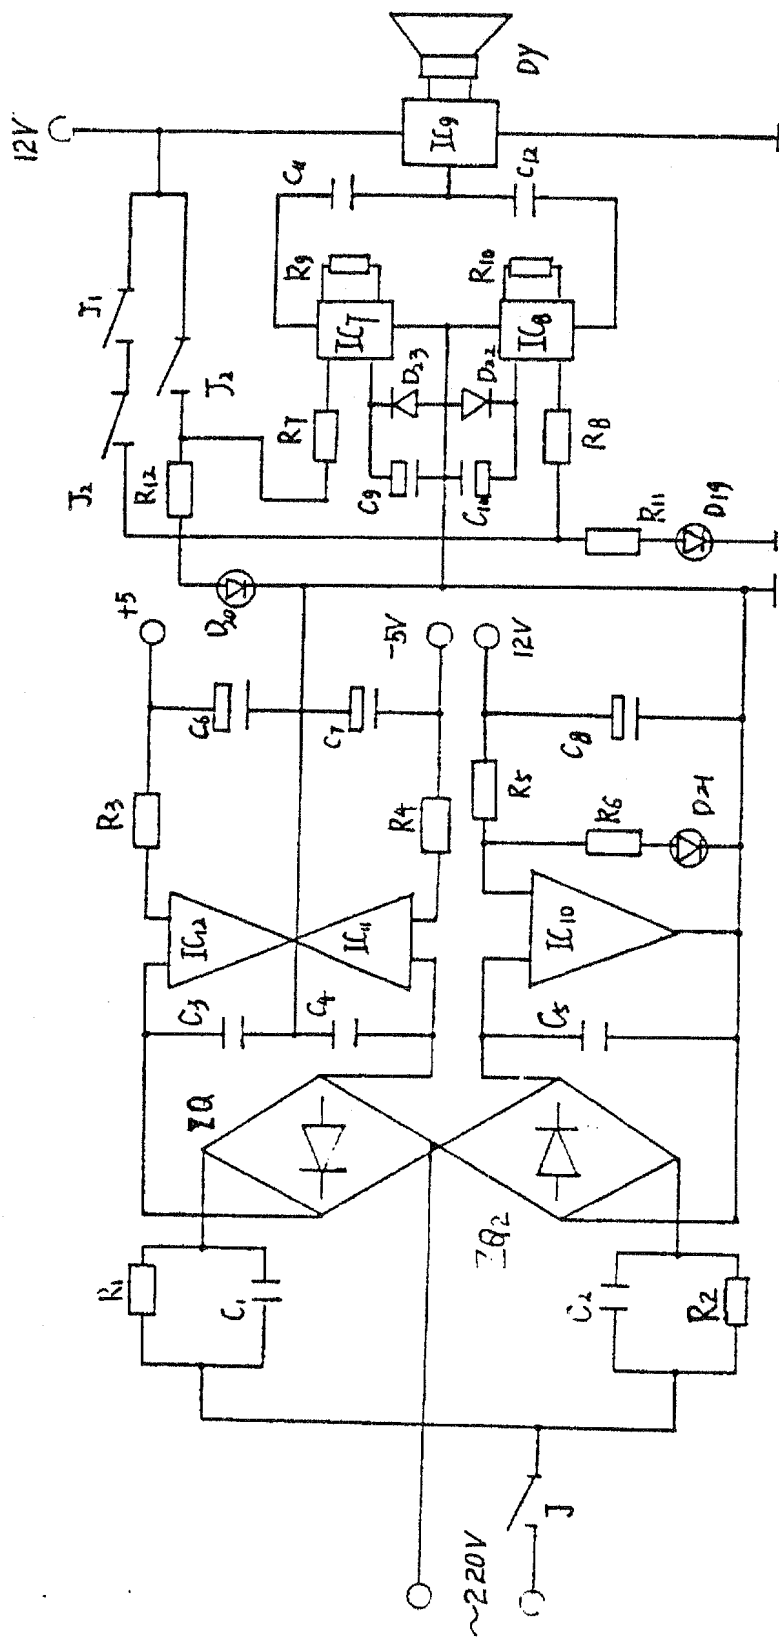 ~220V
J
R1
C1
C2
R2
ZQ
ZQ2
C3
C4
C5
IC12
IC11
IC10
R3
R4
R5
R6
D21
C6
C7
C8
+5
-5V
12V
D20
R12
J2
J1
J2
R7
C9
C10
D23
D22
R8
R11
D19
IC7
IC8
R9
R10
C11
C12
12V
IC9
DY